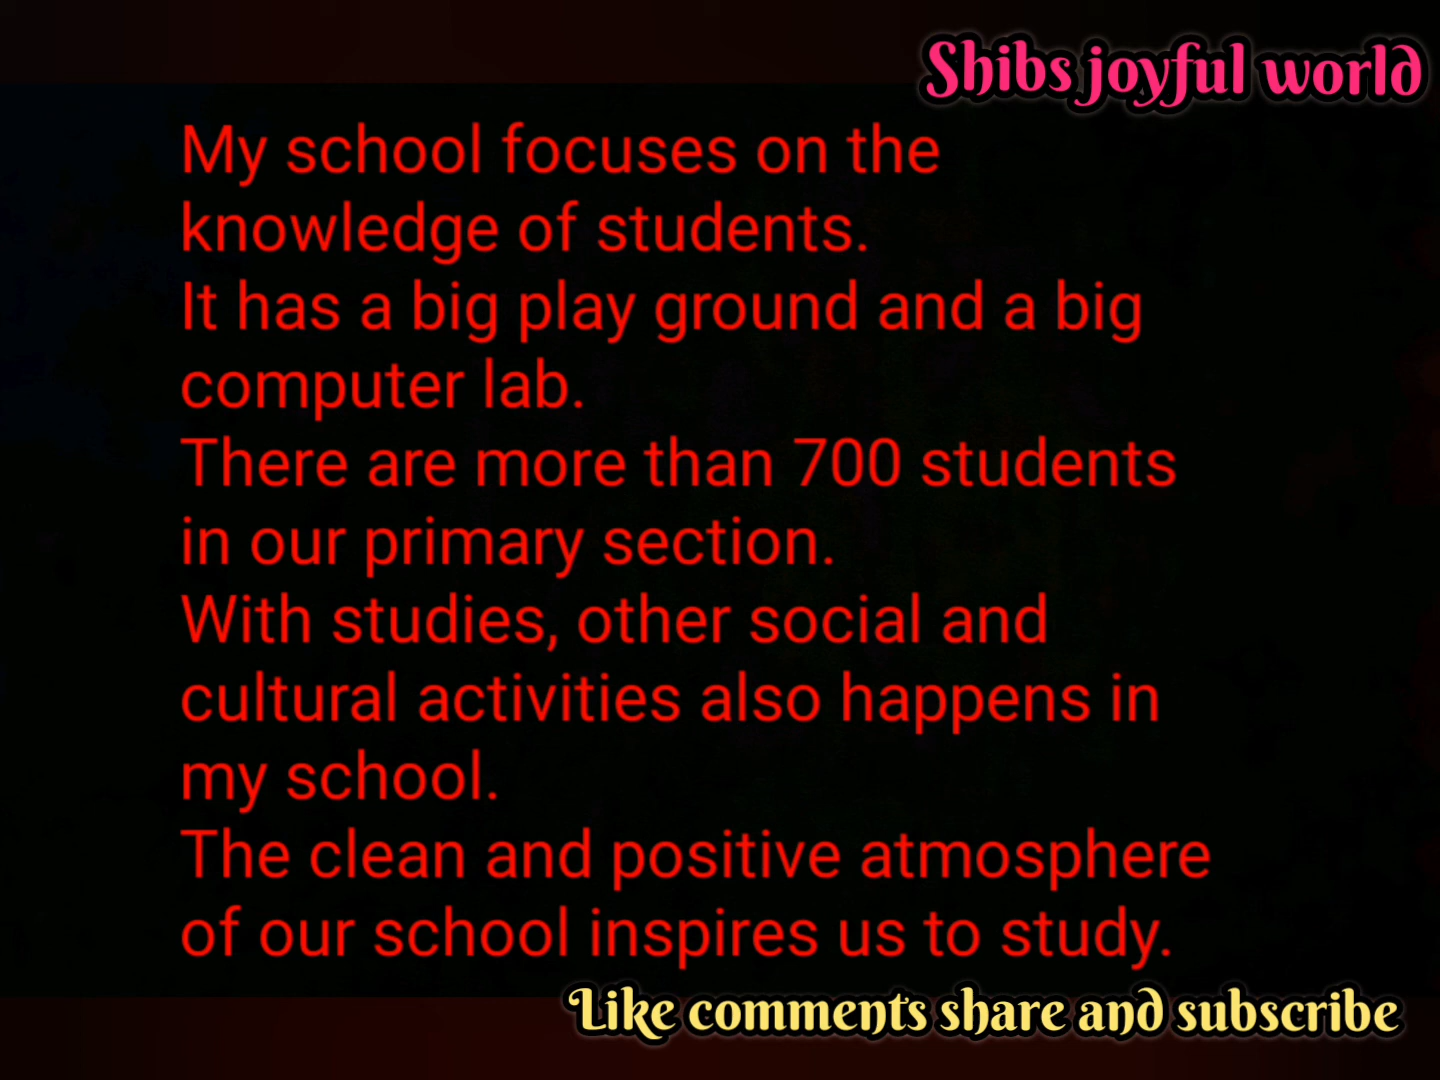 Shibs joyful world
My school focuses on the
knowledge of students.
It has a big play ground and a big
computer lab.
There are more than 700 students
in our primary section.
With studies, other social and
cultural activities also happens in
my school.
The clean and positive atmosphere
of our school inspires us to study.
Like comments share and subscribe